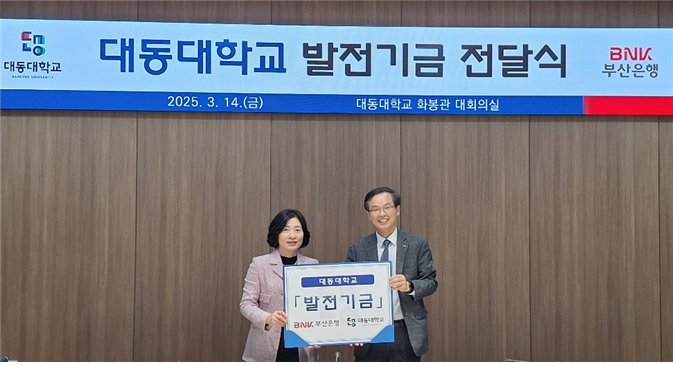 대동대학교
DAEDONG UNIVERSITY
대동대학교 발전기금 전달식
BNK
부산은행
2025. 3. 14.(금)
대동대학교 화봉관 대회의실
대동대학교
「발전기금」
BNK 부산은행
대동대학교